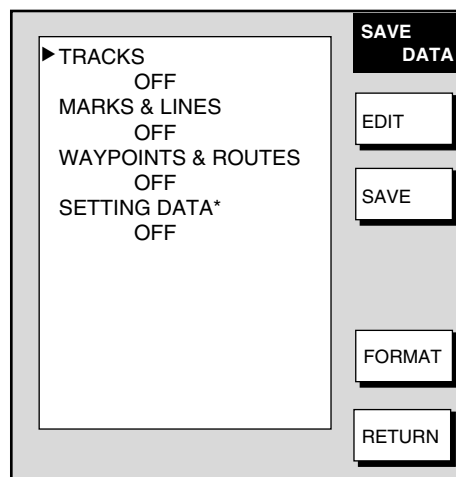 SAVE
DATA
▶TRACKS
OFF
MARKS & LINES
OFF
WAYPOINTS & ROUTES
OFF
SETTING DATA*
OFF
EDIT
SAVE
FORMAT
RETURN